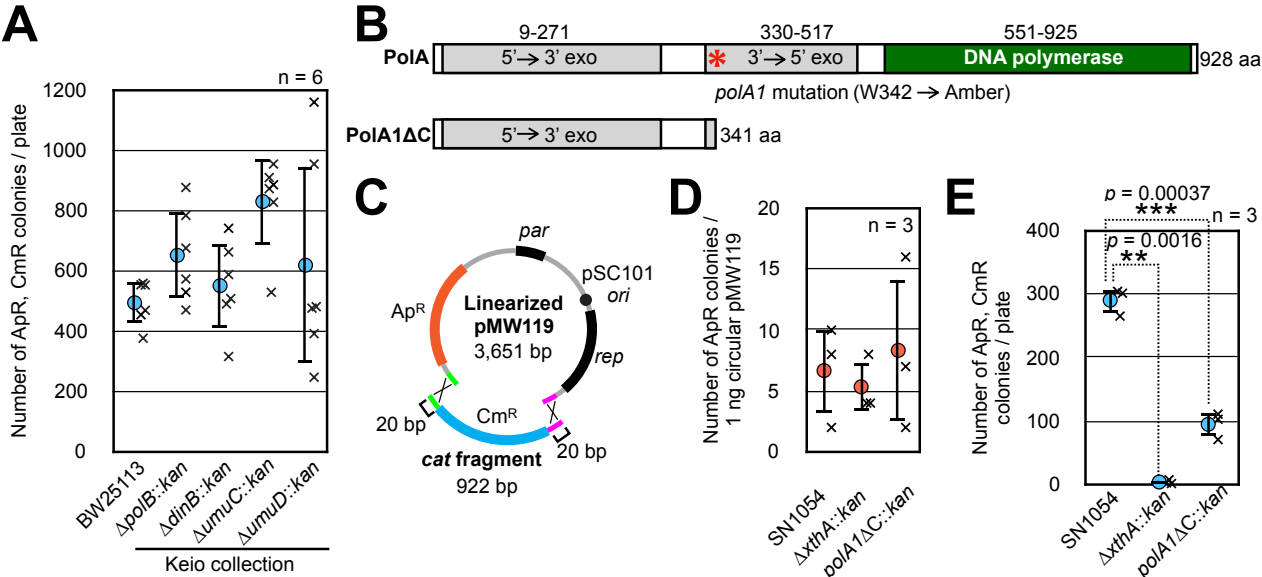 A
n = 6
Number of ApR, CmR colonies / plate
1200
1000
800
600
400
200
0
BW25113
ΔpolB::kan
ΔdinB::kan
ΔumuC::kan
ΔumuD::kan
Keio collection
B
9-271
330-517
551-925
PolA
5’→ 3’ exo
* 3’→ 5’ exo
DNA polymerase
928 aa
polA1 mutation (W342 → Amber)
PolA1ΔC
5’→ 3’ exo
341 aa
C
par
pSC101
ori
ApR
Linearized
pMW119
3,651 bp
rep
CmR
20 bp
20 bp
cat fragment
922 bp
D
n = 3
Number of ApR colonies /
1 ng circular pMW119
20
15
10
5
0
SN1054
ΔxthA::kan
polA1ΔC::kan
E
p = 0.00037
***
n = 3
p = 0.0016
**
Number of ApR, CmR
colonies / plate
400
300
200
100
0
SN1054
ΔxthA::kan
polA1ΔC::kan